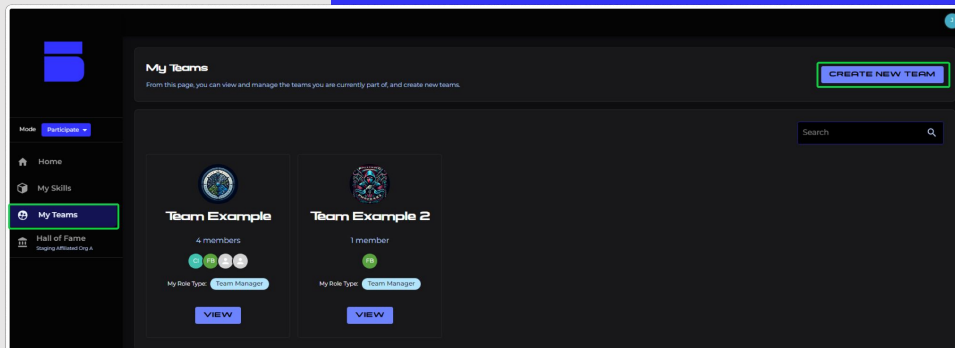 J
My Teams
From this page, you can view and manage the teams you are currently part of, and create new teams.
CREATE NEW TEAM
Mode Participate
Search
Home
My Skills
My Teams
Hall of Fame
Staging Affiliated Org A
Team Example
4 members
FB
My Role Type: Team Manager
VIEW
Team Example 2
1 member
FB
My Role Type: Team Manager
VIEW